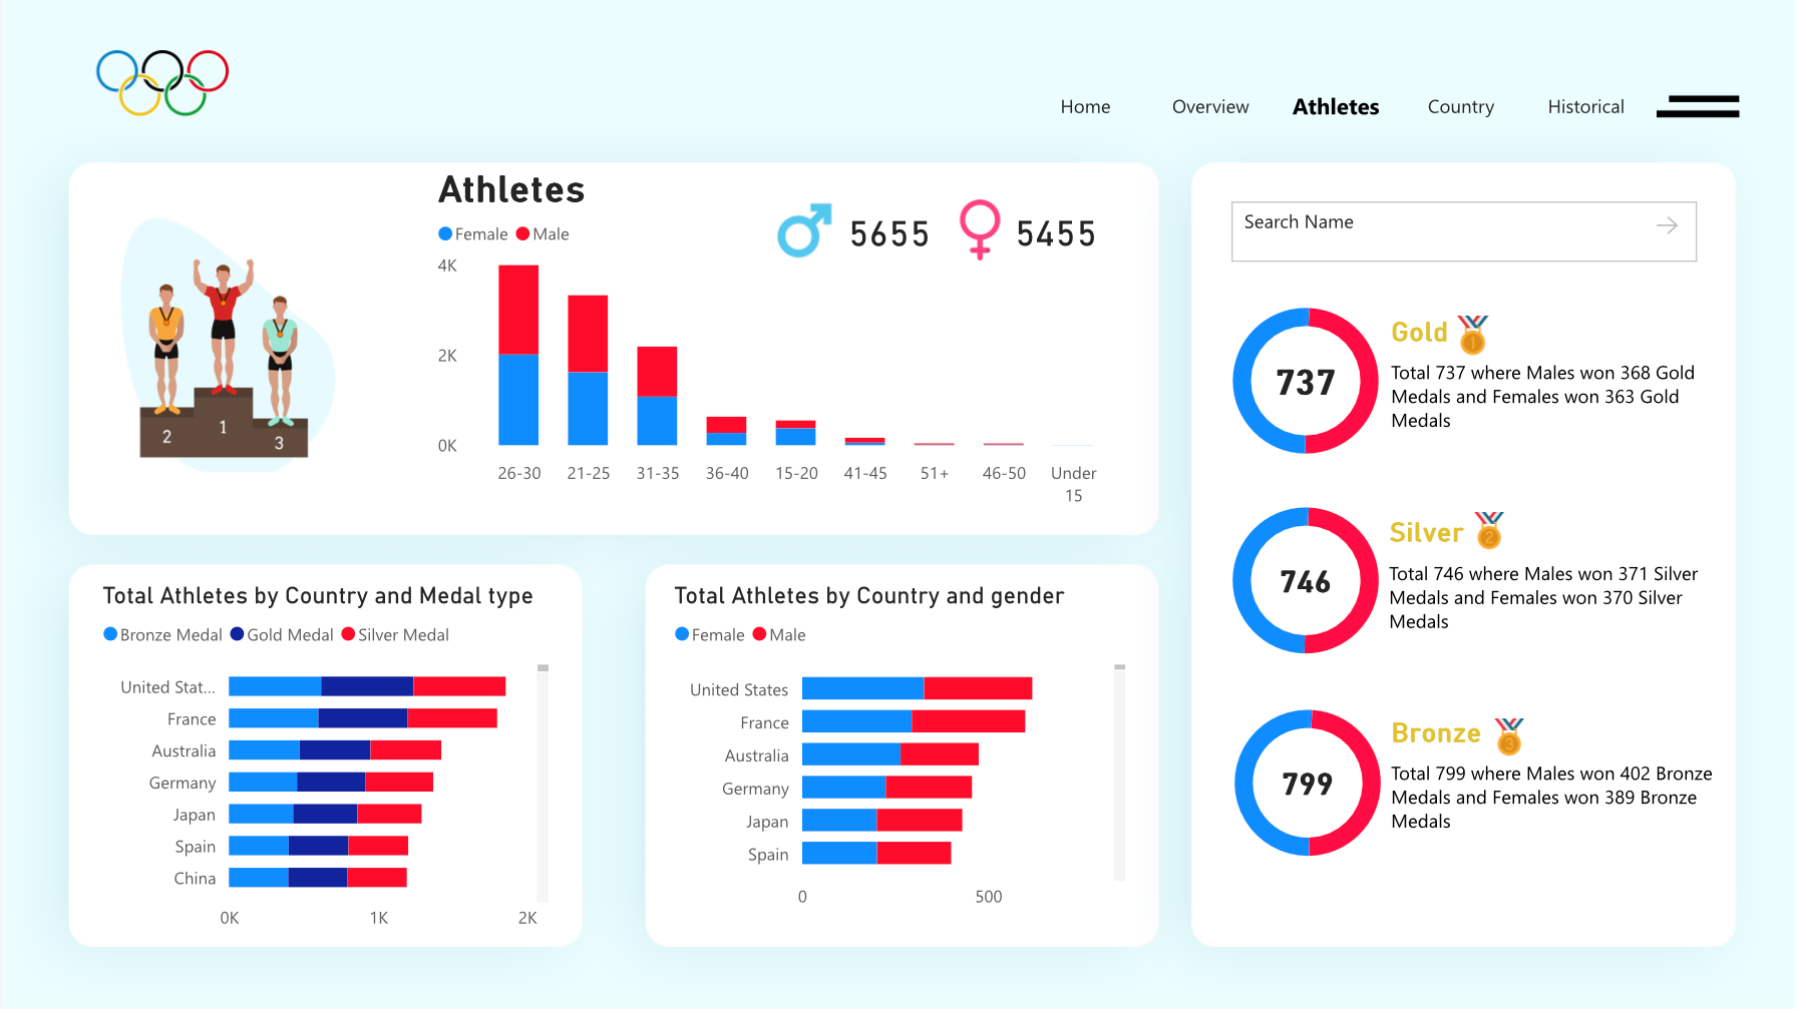 Home Overview Athletes Country Historical
Athletes
Female Male
5655 5455
4K
2K
0K
26-30 21-25 31-35 36-40 15-20 41-45 51+ 46-50 Under
15
2 1 3
Search Name
737
Gold 1
Total 737 where Males won 368 Gold
Medals and Females won 363 Gold
Medals
746
Silver 2
Total 746 where Males won 371 Silver
Medals and Females won 370 Silver
Medals
799
Bronze 3
Total 799 where Males won 402 Bronze
Medals and Females won 389 Bronze
Medals
Total Athletes by Country and Medal type
Bronze Medal Gold Medal Silver Medal
United Stat...
France
Australia
Germany
Japan
Spain
China
0K 1K 2K
Total Athletes by Country and gender
Female Male
United States
France
Australia
Germany
Japan
Spain
0 500